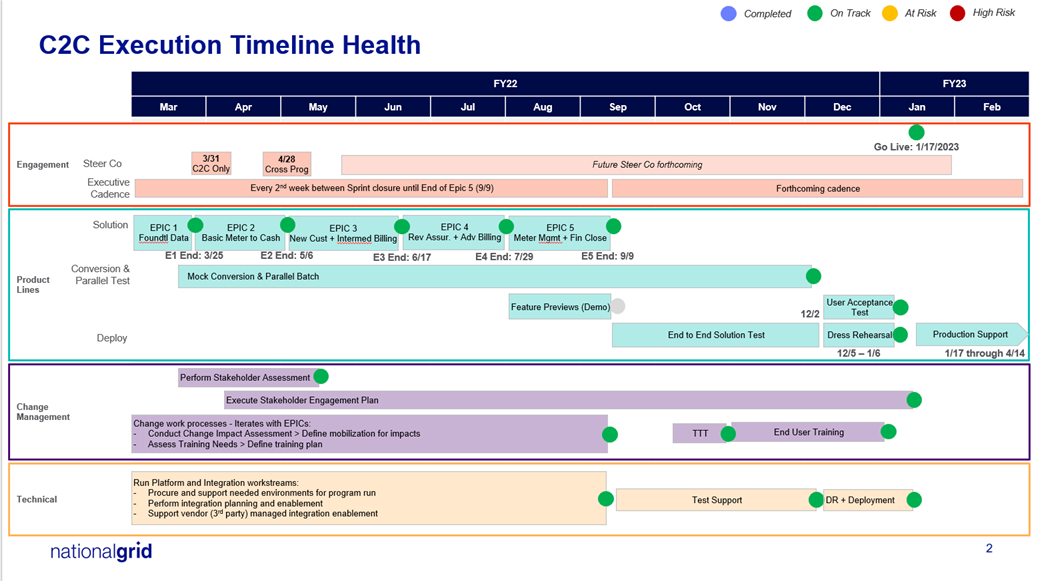 Completed On Track At Risk High Risk
C2C Execution Timeline Health
FY22 FY23
Mar Apr May Jun Jul Aug Sep Oct Nov Dec Jan Feb
Go Live: 1/17/2023
Engagement
Steer Co
3/31
C2C Only
4/28
Cross Prog
Future Steer Co forthcoming
Executive
Cadence
Every 2nd week between Sprint closure until End of Epic 5 (9/9)
Forthcoming cadence
Product
Lines
Solution
EPIC 1
Foundtl Data
EPIC 2
Basic Meter to Cash
EPIC 3
New Cust + Intermed Billing
EPIC 4
Rev Assur. + Adv Billing
EPIC 5
Meter Mgmt + Fin Close
E1 End: 3/25
E2 End: 5/6
E3 End: 6/17
E4 End: 7/29
E5 End: 9/9
Conversion &
Parallel Test
Mock Conversion & Parallel Batch
Feature Previews (Demo)
12/2
User Acceptance
Test
Deploy
End to End Solution Test
Dress Rehearsal
Production Support
12/5 – 1/6
1/17 through 4/14
Change
Management
Perform Stakeholder Assessment
Execute Stakeholder Engagement Plan
Change work processes - Iterates with EPICs:
- Conduct Change Impact Assessment > Define mobilization for impacts
- Assess Training Needs > Define training plan
TTT
End User Training
Technical
Run Platform and Integration workstreams:
- Procure and support needed environments for program run
- Perform integration planning and enablement
- Support vendor (3rd party) managed integration enablement
Test Support
DR + Deployment
nationalgrid
2